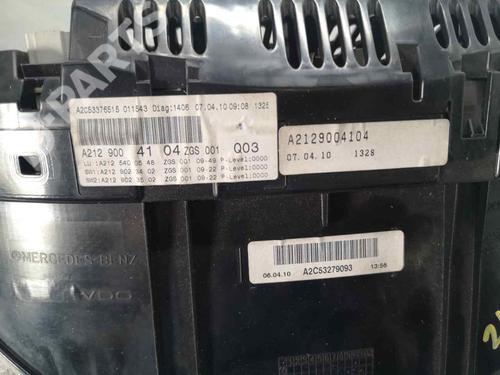 B-PARTS
A2C53376515 011543 Diag:1406 07.04.10 09:08 1328
A212 900 41 04 ZGS 001 Q03
LU :A212 540 05 48 ZGS 001 09-49 P-Level:0000
SW1:A212 902 34 02 ZGS 001 09-22 P-Level:0000
SW2:A212 902 35 02 ZGS 001 09-22 P-Level:0000
A2129004104
07.04.10 1328
MERCEDES-BENZ
VDO
06.04.10 A2C53279093 13:56